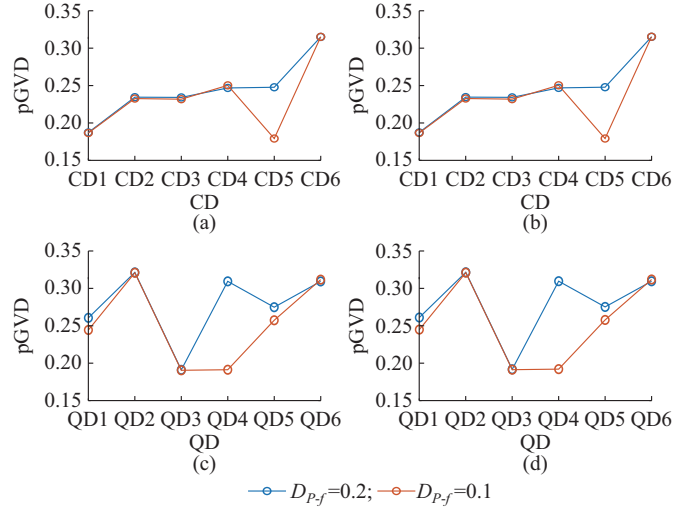 0.35 0.35
0.30 0.30
pGVD 0.25 pGVD 0.25
0.20 0.20
0.15 0.15
CD1 CD2 CD3 CD4 CD5 CD6 CD1 CD2 CD3 CD4 CD5 CD6
CD CD
(a) (b)
0.35 0.35
0.30 0.30
pGVD 0.25 pGVD 0.25
0.20 0.20
0.15 0.15
QD1 QD2 QD3 QD4 QD5 QD6 QD1 QD2 QD3 QD4 QD5 QD6
QD QD
(c) (d)
D_{P-f}=0.2; D_{P-f}=0.1